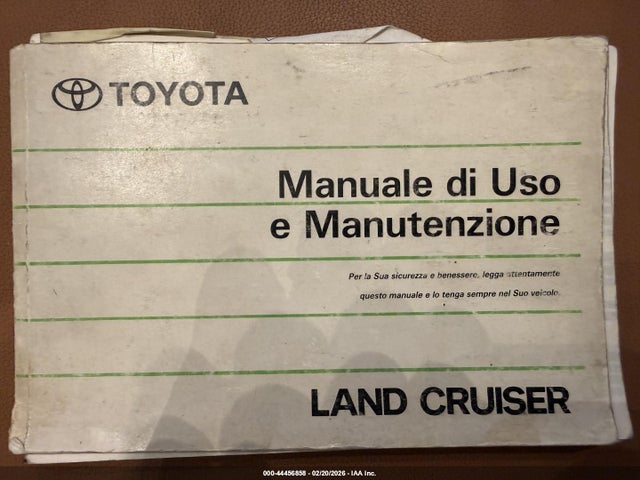 TOYOTA
Manuale di Uso
e Manutenzione
Per la Sua sicurezza e benessere, legga attentamente
questo manuale e lo tenga sempre nel Suo veicolo.
LAND CRUISER
000-44456858 - 02/20/2026 - IAA Inc.